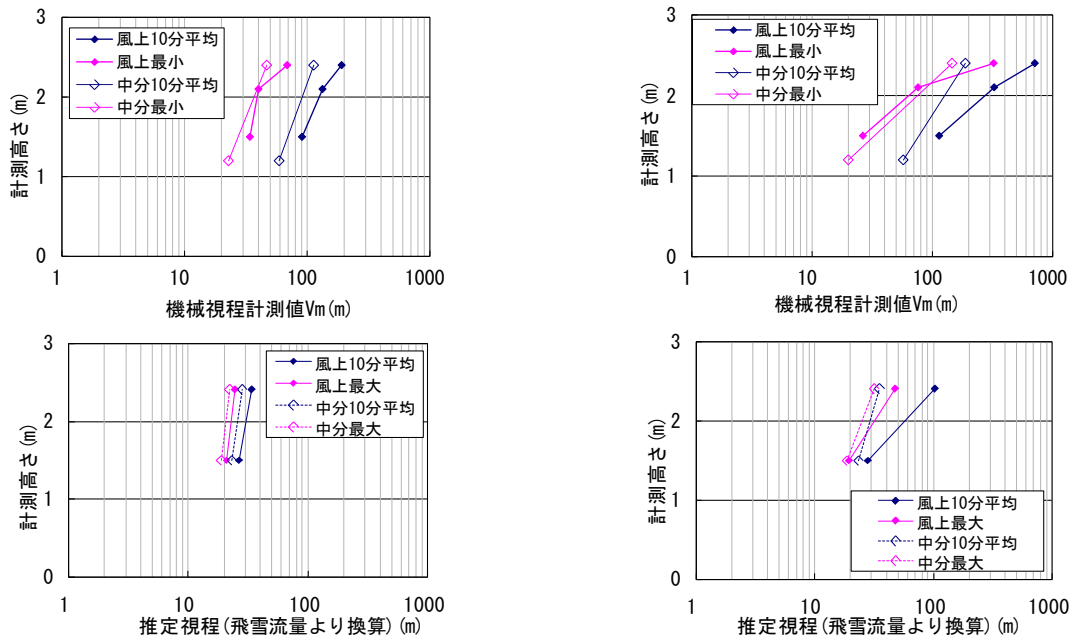 3
2
1
0
計測高さ(m)
風上10分平均
風上最小
中分10分平均
中分最小
1
10
100
1000
機械視程計測値Vm(m)
3
2
1
0
計測高さ(m)
風上10分平均
風上最小
中分10分平均
中分最小
1
10
100
1000
機械視程計測値Vm(m)
3
2
1
0
計測高さ(m)
風上10分平均
風上最大
中分10分平均
中分最大
1
10
100
1000
推定視程(飛雪流量より換算)(m)
3
2
1
0
計測高さ(m)
風上10分平均
風上最大
中分10分平均
中分最大
1
10
100
1000
推定視程(飛雪流量より換算)(m)